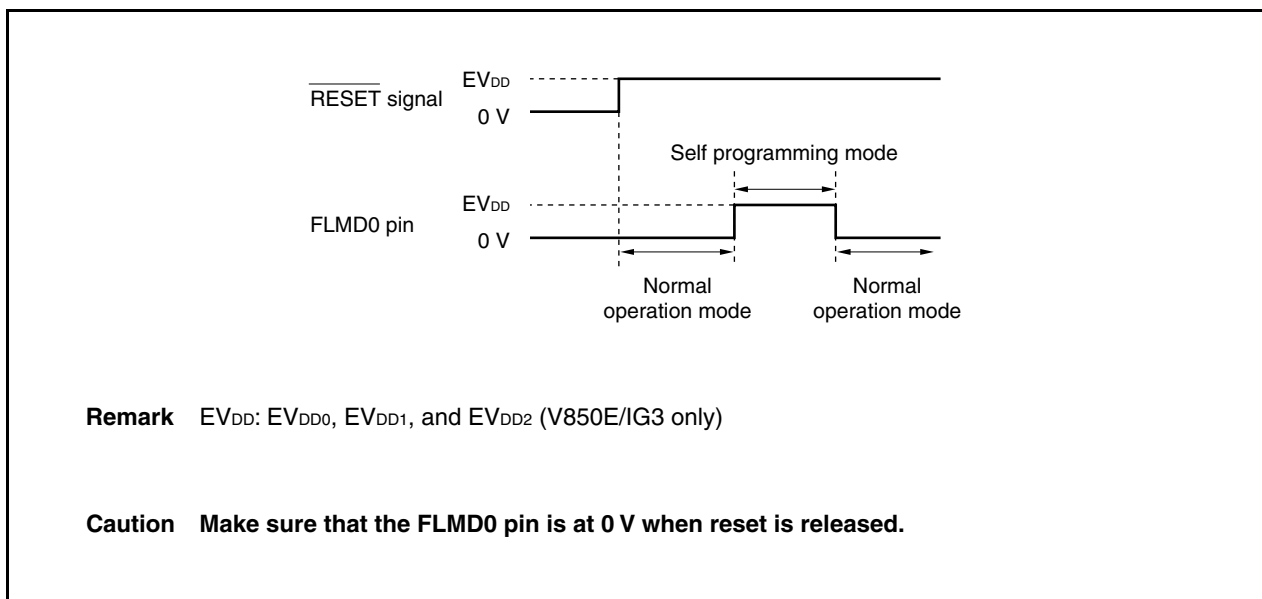 RESET signal
EVDD
0 V
Self programming mode
FLMD0 pin
EVDD
0 V
Normal
operation mode
Normal
operation mode
Remark EVDD: EVDD0, EVDD1, and EVDD2 (V850E/IG3 only)
Caution Make sure that the FLMD0 pin is at 0 V when reset is released.